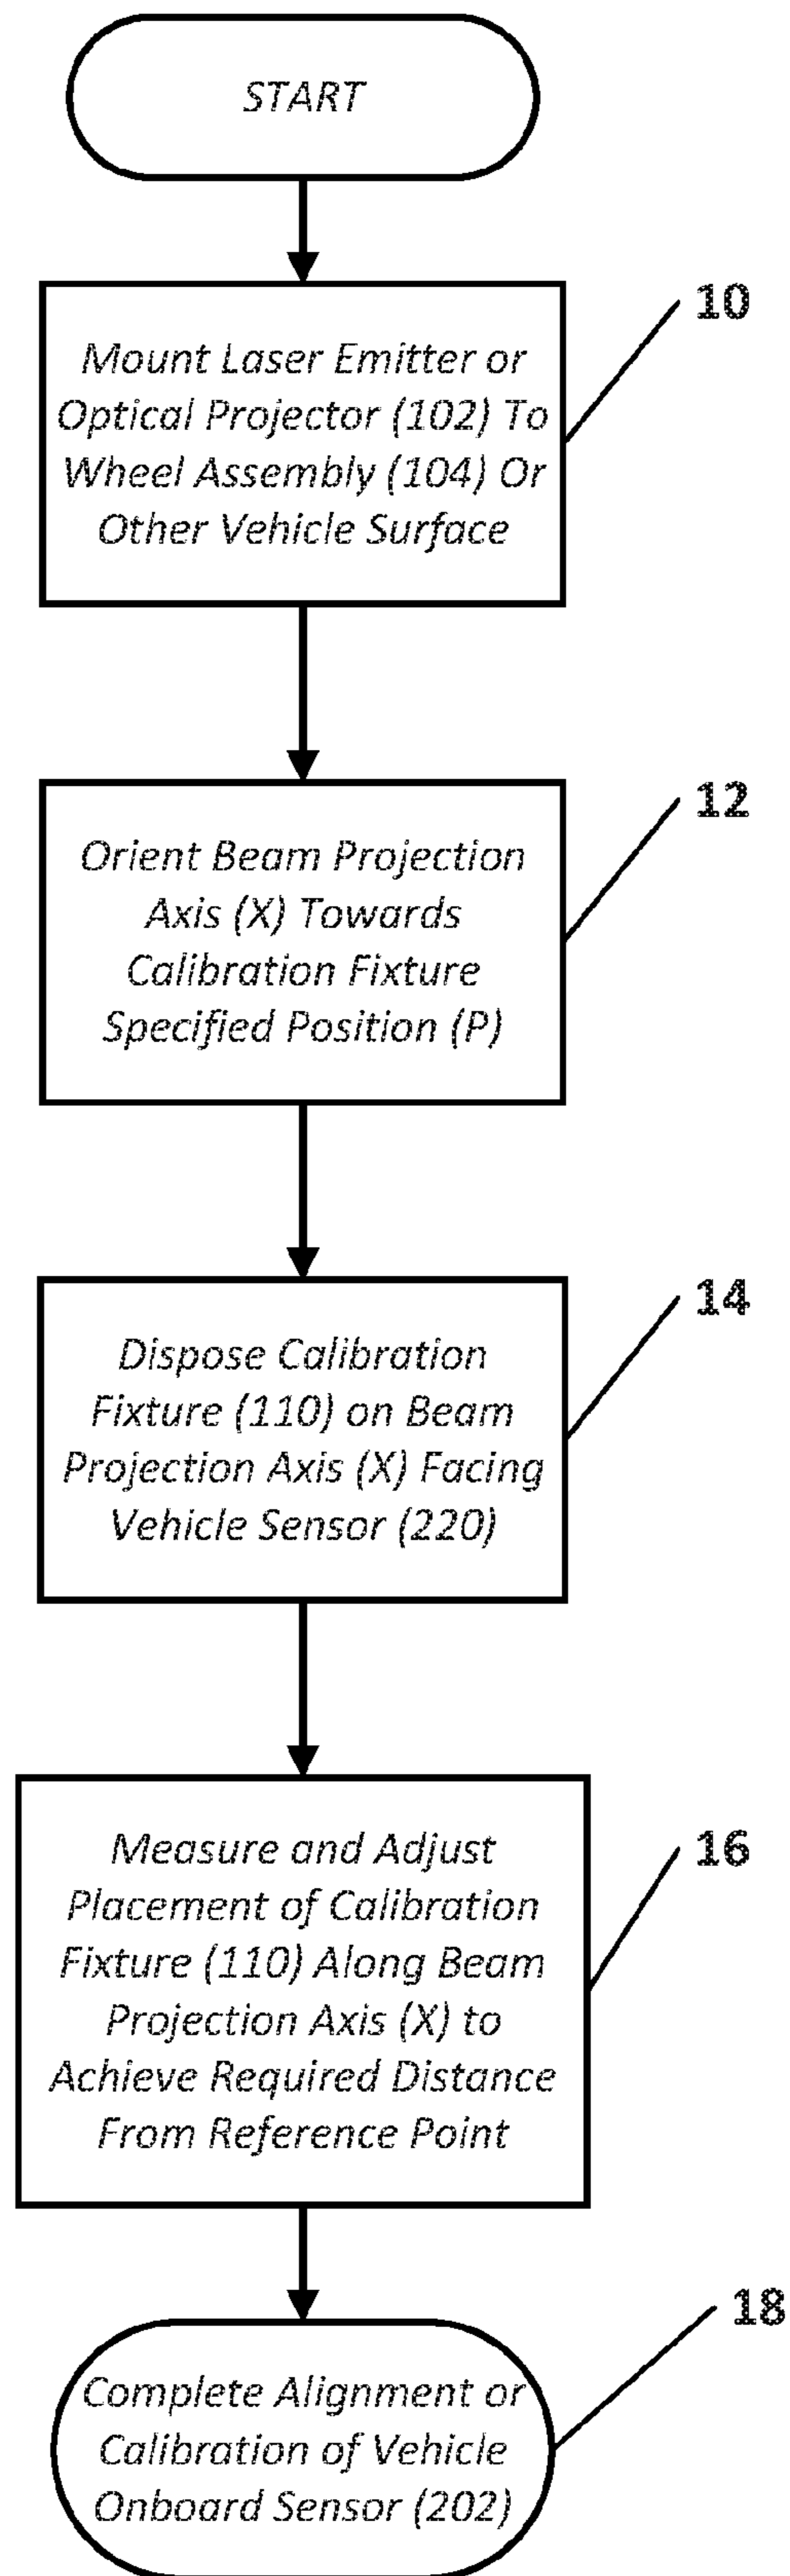 START
10
Mount Laser Emitter or
Optical Projector (102) To
Wheel Assembly (104) Or
Other Vehicle Surface
12
Orient Beam Projection
Axis (X) Towards
Calibration Fixture
Specified Position (P)
14
Dispose Calibration
Fixture (110) on Beam
Projection Axis (X) Facing
Vehicle Sensor (220)
16
Measure and Adjust
Placement of Calibration
Fixture (110) Along Beam
Projection Axis (X) to
Achieve Required Distance
From Reference Point
18
Complete Alignment or
Calibration of Vehicle
Onboard Sensor (202)